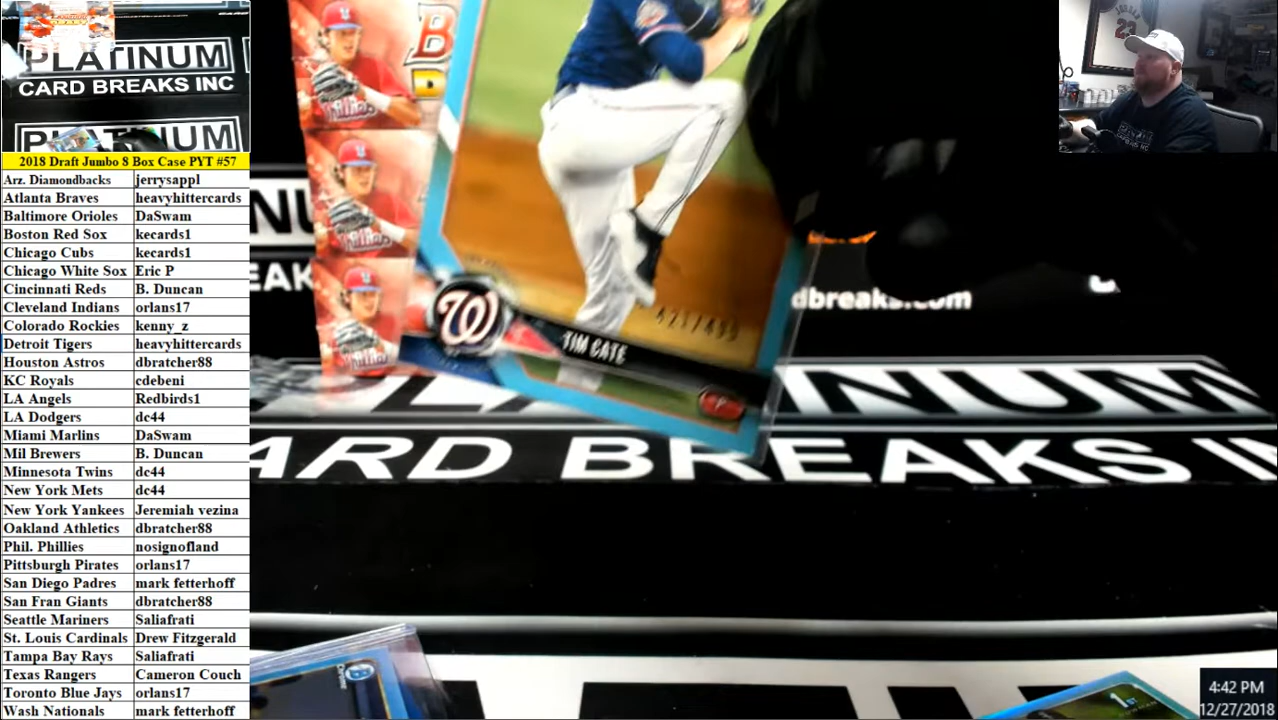 PLATINUM
CARD BREAKS INC
PLATINUM
2018 Draft Jumbo 8 Box Case PYT #57
Arz. Diamondbacks jerrysappl
Atlanta Braves heavyhittercards
Baltimore Orioles DaSwam
Boston Red Sox kecards1
Chicago Cubs kecards1
Chicago White Sox Eric P
Cincinnati Reds B. Duncan
Cleveland Indians orlans17
Colorado Rockies kenny_z
Detroit Tigers heavyhittercards
Houston Astros dbratcher88
KC Royals cdebeni
LA Angels Redbirds1
LA Dodgers dc44
Miami Marlins DaSwam
Mil Brewers B. Duncan
Minnesota Twins dc44
New York Mets dc44
New York Yankees Jeremiah vezina
Oakland Athletics dbratcher88
Phil. Phillies nosignofland
Pittsburgh Pirates orlans17
San Diego Padres mark fetterhoff
San Fran Giants dbratcher88
Seattle Mariners Saliafrati
St. Louis Cardinals Drew Fitzgerald
Tampa Bay Rays Saliafrati
Texas Rangers Cameron Couch
Toronto Blue Jays orlans17
Wash Nationals mark fetterhoff
B
Phillies
Phillies
Phillies
W
TIM CATE
P
dbreaks.com
NUM
ARD BREAKS IN
1st
23
4:42 PM
12/27/2018